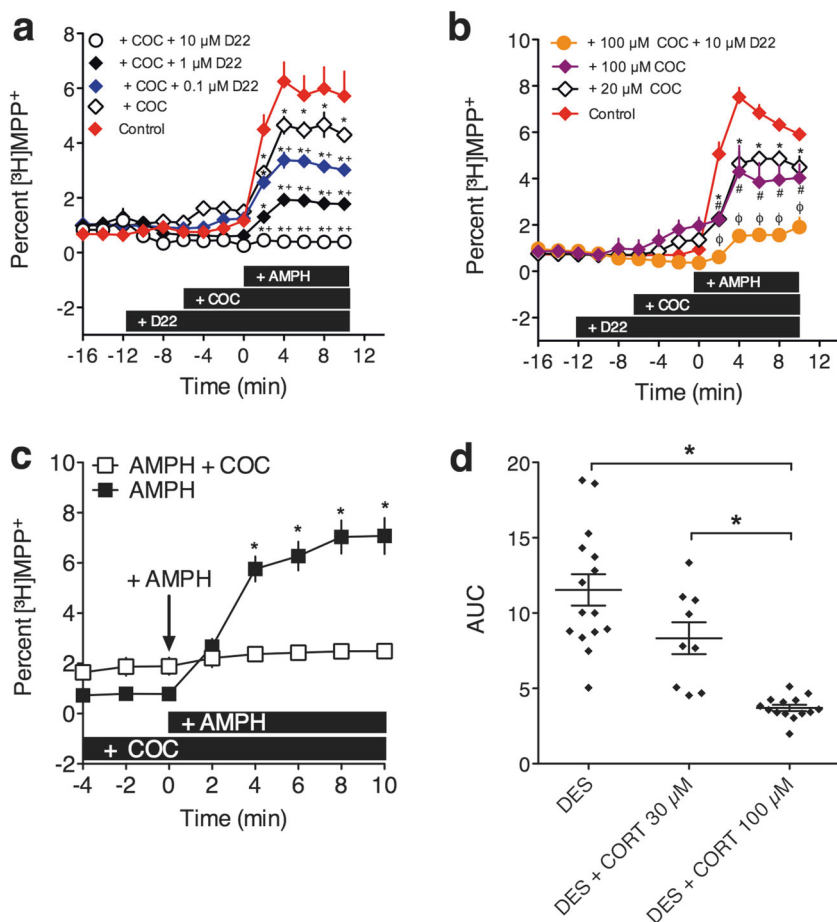 a
+ COC + 10 µM D22
+ COC + 1 µM D22
+ COC + 0.1 µM D22
+ COC
Control
Percent [³H]MPP⁺
10
8
6
4
2
0
-2
+ AMPH
+ COC
+ D22
-16 -12 -8 -4 0 4 8 12
Time (min)
b
+ 100 µM COC + 10 µM D22
+ 100 µM COC
+ 20 µM COC
Control
Percent [³H]MPP⁺
10
8
6
4
2
0
-2
+ AMPH
+ COC
+ D22
-16 -12 -8 -4 0 4 8 12
Time (min)
c
AMPH + COC
AMPH
+ AMPH
Percent [³H]MPP⁺
10
8
6
4
2
0
-2
+ AMPH
+ COC
-4 -2 0 2 4 6 8 10
Time (min)
d
AUC
20
15
10
5
0
DES
DES + CORT 30 µM
DES + CORT 100 µM